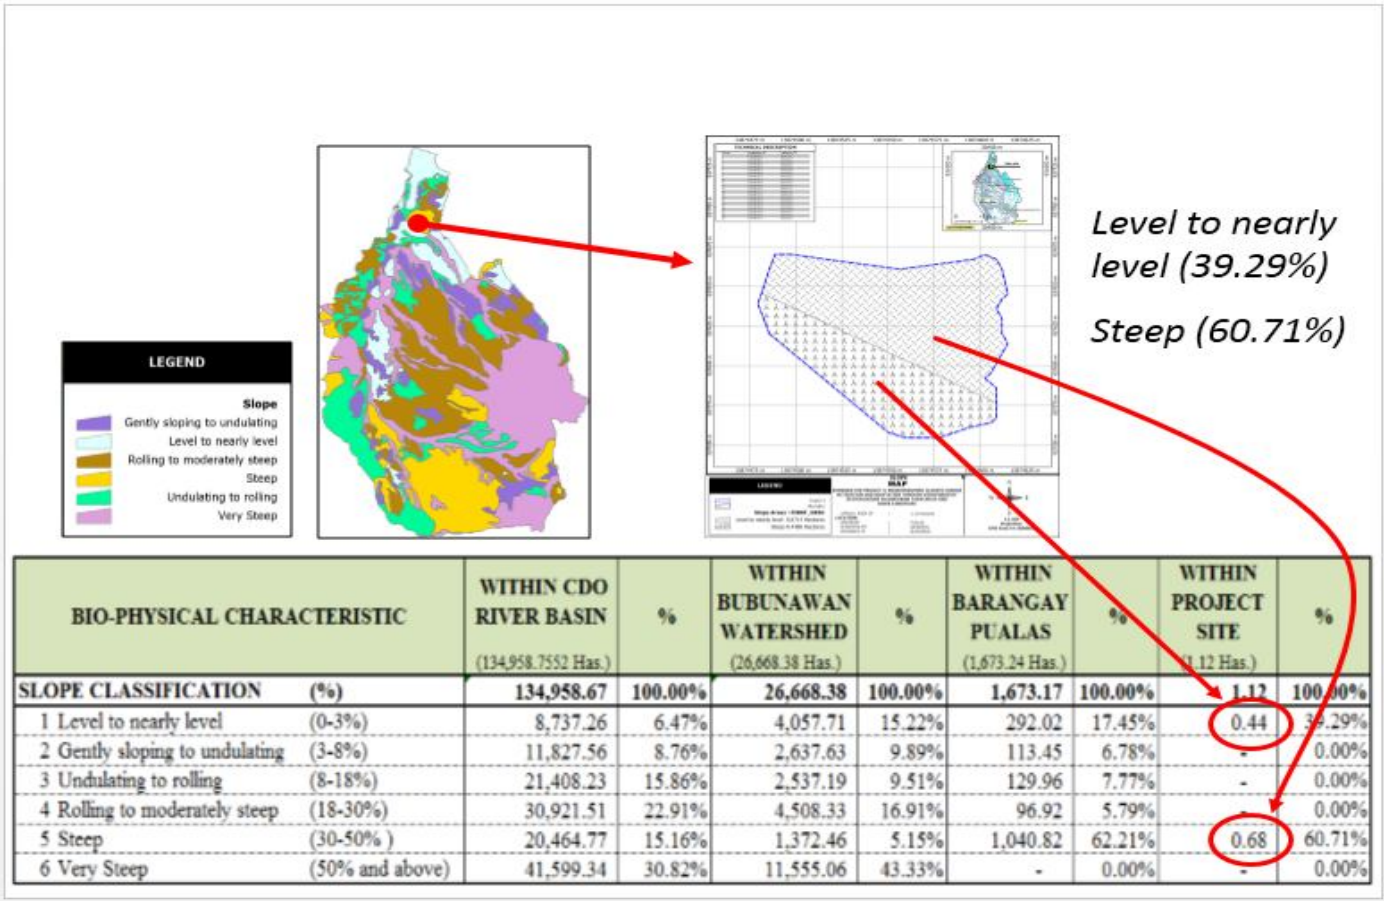 TECHNICAL DESCRIPTION
Level to nearly
level (39.29%)
Steep (60.71%)
LEGEND
Slope
Gently sloping to undulating
Level to nearly level
Rolling to moderately steep
Steep
Undulating to rolling
Very Steep
LEGEND
SLOPE
MAP
BIO-PHYSICAL CHARACTERISTIC WITHIN CDO RIVER BASIN (134,958.7552 Has.) % WITHIN BUBUNAWAN WATERSHED (26,668.38 Has.) % WITHIN BARANGAY PUALAS (1,673.24 Has.) % WITHIN PROJECT SITE (1.12 Has.) %
SLOPE CLASSIFICATION (%) 134,958.67 100.00% 26,668.38 100.00% 1,673.17 100.00% 1.12 100.00%
1 Level to nearly level (0-3%) 8,737.26 6.47% 4,057.71 15.22% 292.02 17.45% 0.44 39.29%
2 Gently sloping to undulating (3-8%) 11,827.56 8.76% 2,637.63 9.89% 113.45 6.78% - 0.00%
3 Undulating to rolling (8-18%) 21,408.23 15.86% 2,537.19 9.51% 129.96 7.77% - 0.00%
4 Rolling to moderately steep (18-30%) 30,921.51 22.91% 4,508.33 16.91% 96.92 5.79% - 0.00%
5 Steep (30-50% ) 20,464.77 15.16% 1,372.46 5.15% 1,040.82 62.21% 0.68 60.71%
6 Very Steep (50% and above) 41,599.34 30.82% 11,555.06 43.33% - 0.00% - 0.00%